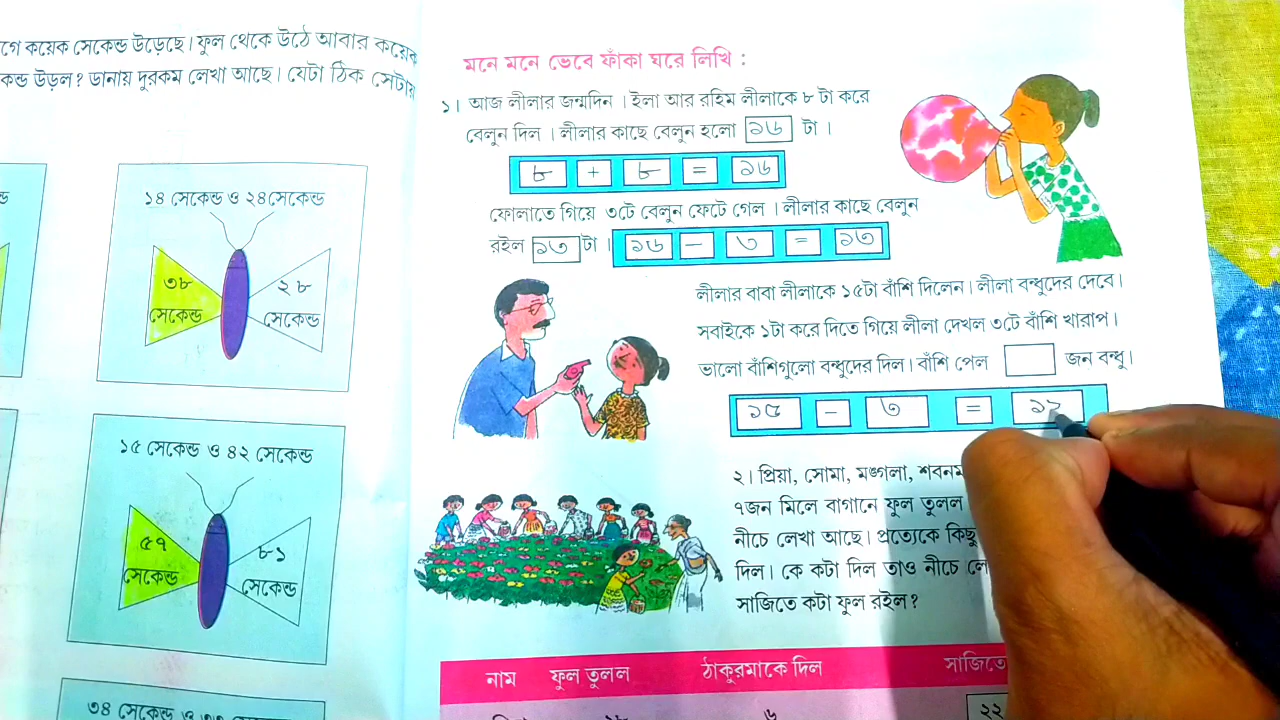 গে কয়েক সেকেন্ড উড়েছে। ফুল থেকে উঠে আবার কয়েক
কেন্ড উড়ল? ডানায় দুরকম লেখা আছে। যেটা ঠিক সেটায়
১৪ সেকেন্ড ও ২৪সেকেন্ড
৩৮ সেকেন্ড
২৮ সেকেন্ড
১৫ সেকেন্ড ও ৪২ সেকেন্ড
৫৭ সেকেন্ড
৮১ সেকেন্ড
৩৪ সেকেন্ড ও
মনে মনে ভেবে ফাঁকা ঘরে লিখি :
১। আজ লীলার জন্মদিন । ইলা আর রহিম লীলাকে ৮ টা করে
বেলুন দিল । লীলার কাছে বেলুন হলো ১৬ টা ।
৮ + ৮ = ১৬
ফোলাতে গিয়ে ৩টে বেলুন ফেটে গেল । লীলার কাছে বেলুন
রইল ১৩ টা । ১৬ − ৩ = ১৩
লীলার বাবা লীলাকে ১৫টা বাঁশি দিলেন। লীলা বন্ধুদের দেবে।
সবাইকে ১টা করে দিতে গিয়ে লীলা দেখল ৩টে বাঁশি খারাপ।
ভালো বাঁশিগুলো বন্ধুদের দিল। বাঁশি পেল জন বন্ধু।
১৫ − ৩ = ১২
২। প্রিয়া, সোমা, মঙ্গলা, শবনম
৭জন মিলে বাগানে ফুল তুলল
নীচে লেখা আছে। প্রত্যেকে কিছু
দিল। কে কটা দিল তাও নীচে
সাজিতে কটা ফুল রইল?
নাম ফুল তুলল ঠাকুরমাকে দিল সাজিতে
২২